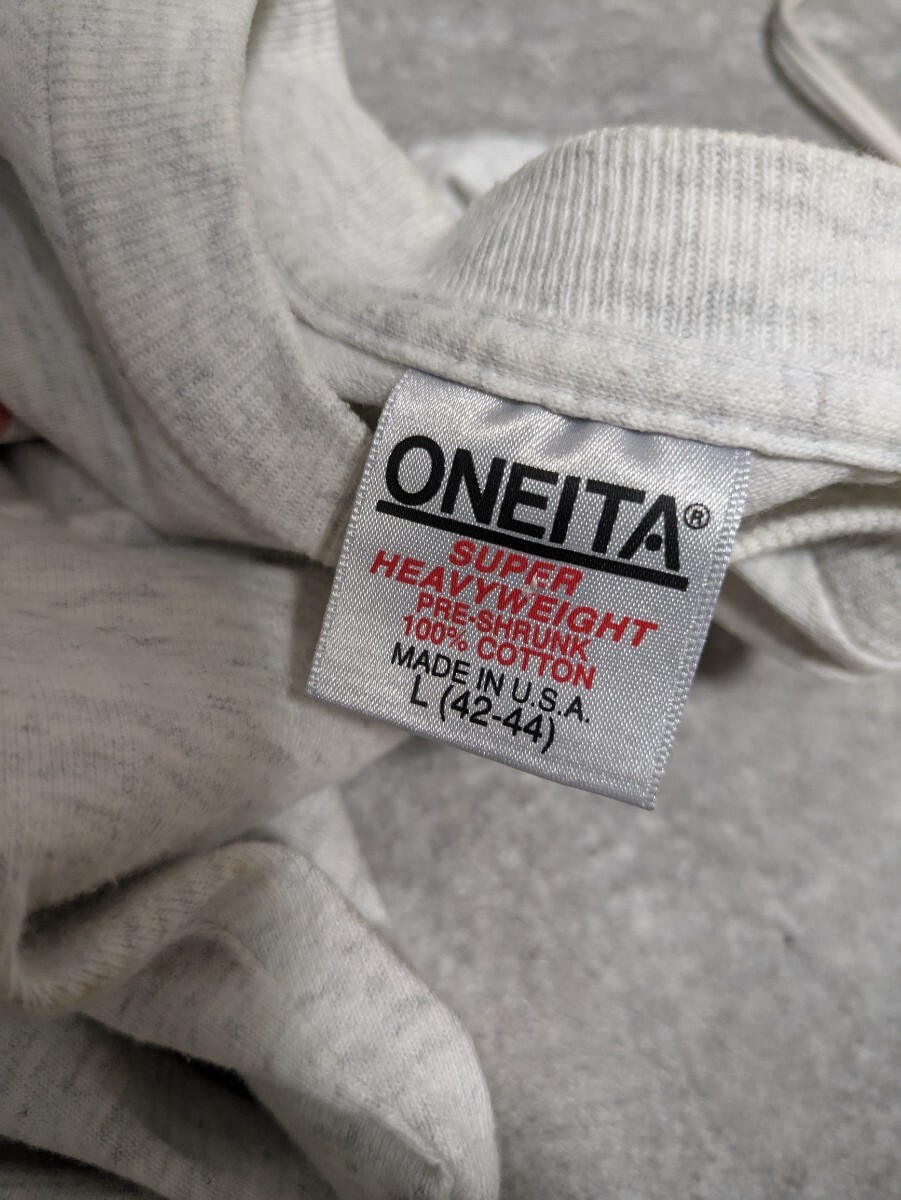 ONEITA®
SUPER
HEAVYWEIGHT
PRE-SHRUNK
100% COTTON
MADE IN U.S.A.
L (42-44)